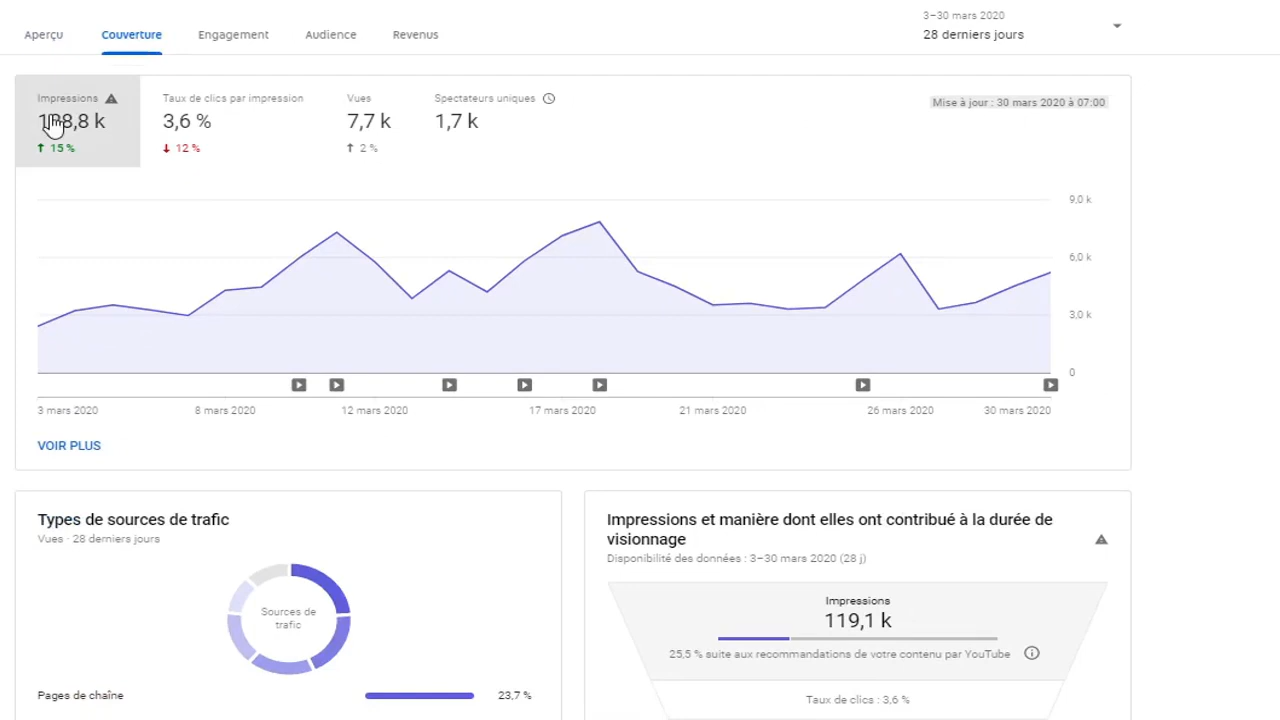 3–30 mars 2020
Aperçu Couverture Engagement Audience Revenus
28 derniers jours
Impressions Taux de clics par impression Vues Spectateurs uniques
Mise à jour : 30 mars 2020 à 07:00
3,6 % 7,7 k 1,7 k
15 % 12 % 2 %
9.0 k
6.0 k
3.0 k
0
3 mars 2020 8 mars 2020 12 mars 2020 17 mars 2020 21 mars 2020 26 mars 2020 30 mars 2020
VOIR PLUS
Types de sources de trafic
Vues · 28 derniers jours
Sources de
trafic
Pages de chaîne 23,7 %
Impressions et manière dont elles ont contribué à la durée de
visionnage
Disponibilité des données : 3–30 mars 2020 (28 j)
Impressions
119,1 k
25,5 % suite aux recommandations de votre contenu par YouTube
Taux de clics : 3,6 %